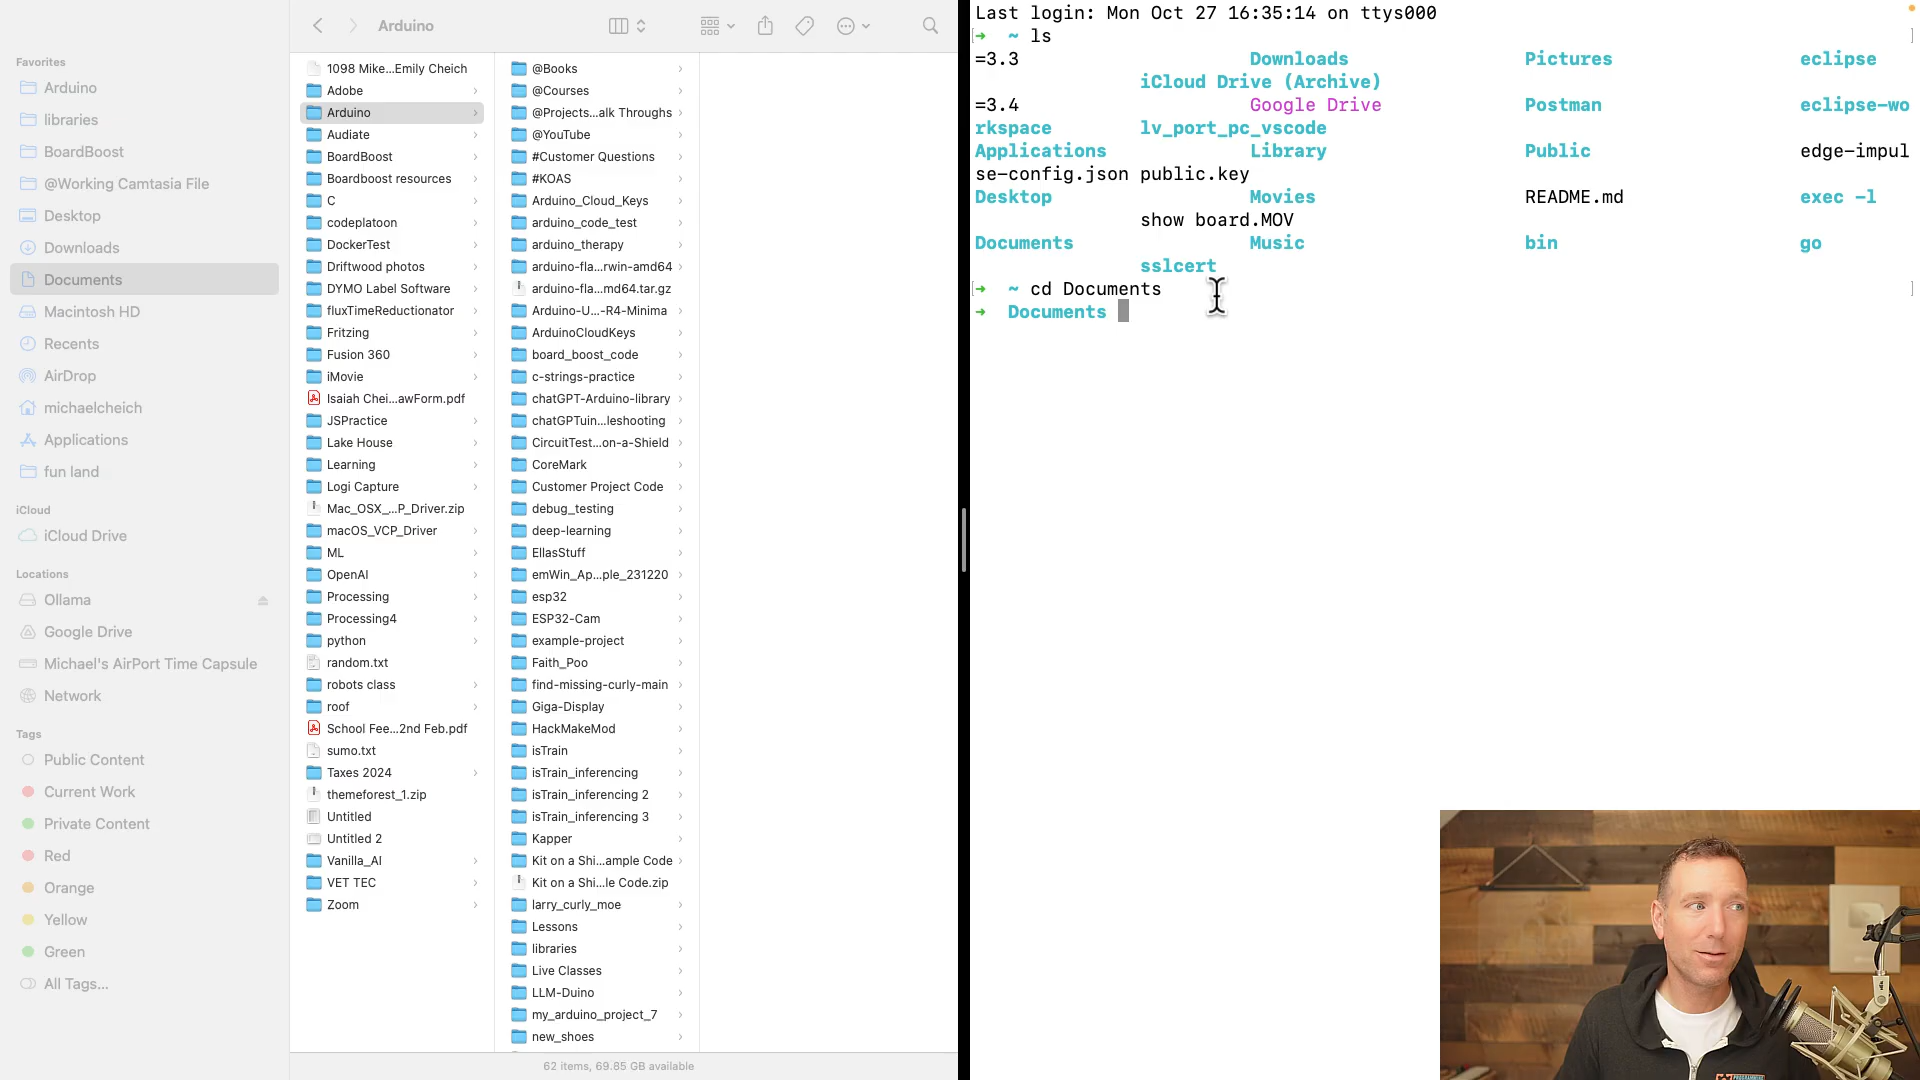 Arduino
Favorites
Arduino
libraries
BoardBoost
@Working Camtasia File
Desktop
Downloads
Documents
Macintosh HD
Recents
AirDrop
michaelcheich
Applications
fun land
iCloud
iCloud Drive
Locations
Ollama
Google Drive
Michael's AirPort Time Capsule
Network
Tags
Public Content
Current Work
Private Content
Red
Orange
Yellow
Green
All Tags...
1098 Mike...Emily Cheich
Adobe
Arduino
Audiate
BoardBoost
Boardboost resources
C
codeplatoon
DockerTest
Driftwood photos
DYMO Label Software
fluxTimeReductionator
Fritzing
Fusion 360
iMovie
Isaiah Chei...awForm.pdf
JSPractice
Lake House
Learning
Logi Capture
Mac_OSX_...P_Driver.zip
macOS_VCP_Driver
ML
OpenAI
Processing
Processing4
python
random.txt
robots class
roof
School Fee...2nd Feb.pdf
sumo.txt
Taxes 2024
themeforest_1.zip
Untitled
Untitled 2
Vanilla_AI
VET TEC
Zoom
@Books
@Courses
@Projects...alk Throughs
@YouTube
#Customer Questions
#KOAS
Arduino_Cloud_Keys
arduino_code_test
arduino_therapy
arduino-fla...rwin-amd64
arduino-fla...md64.tar.gz
Arduino-U...-R4-Minima
ArduinoCloudKeys
board_boost_code
c-strings-practice
chatGPT-Arduino-library
chatGPTuin...leshooting
CircuitTest...on-a-Shield
CoreMark
Customer Project Code
debug_testing
deep-learning
EllasStuff
emWin_Ap...ple_231220
esp32
ESP32-Cam
example-project
Faith_Poo
find-missing-curly-main
Giga-Display
HackMakeMod
isTrain
isTrain_inferencing
isTrain_inferencing 2
isTrain_inferencing 3
Kapper
Kit on a Shi...ample Code
Kit on a Shi...le Code.zip
larry_curly_moe
Lessons
libraries
Live Classes
LLM-Duino
my_arduino_project_7
new_shoes
62 items, 69.85 GB available
Last login: Mon Oct 27 16:35:14 on ttys000
[→ ~ ls ]
=3.3 Downloads Pictures eclipse
iCloud Drive (Archive)
=3.4 Google Drive Postman eclipse-wo
rkspace lv_port_pc_vscode
Applications Library Public edge-impul
se-config.json public.key
Desktop Movies README.md exec -l
show board.MOV
Documents Music bin go
sslcert
[→ ~ cd Documents ]
→ Documents